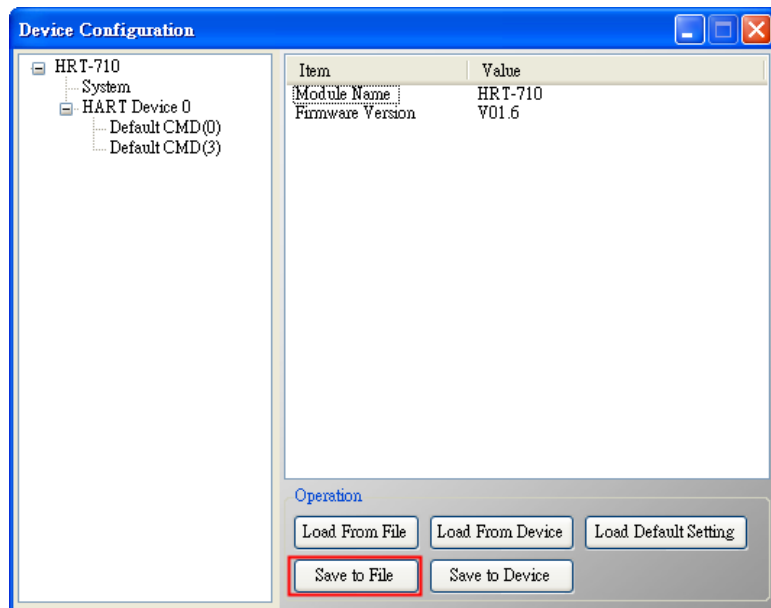 Device Configuration
HRT-710
System
HART Device 0
Default CMD(0)
Default CMD(3)
Item Value
Module Name HRT-710
Firmware Version V01.6
Operation
Load From File Load From Device Load Default Setting
Save to File Save to Device